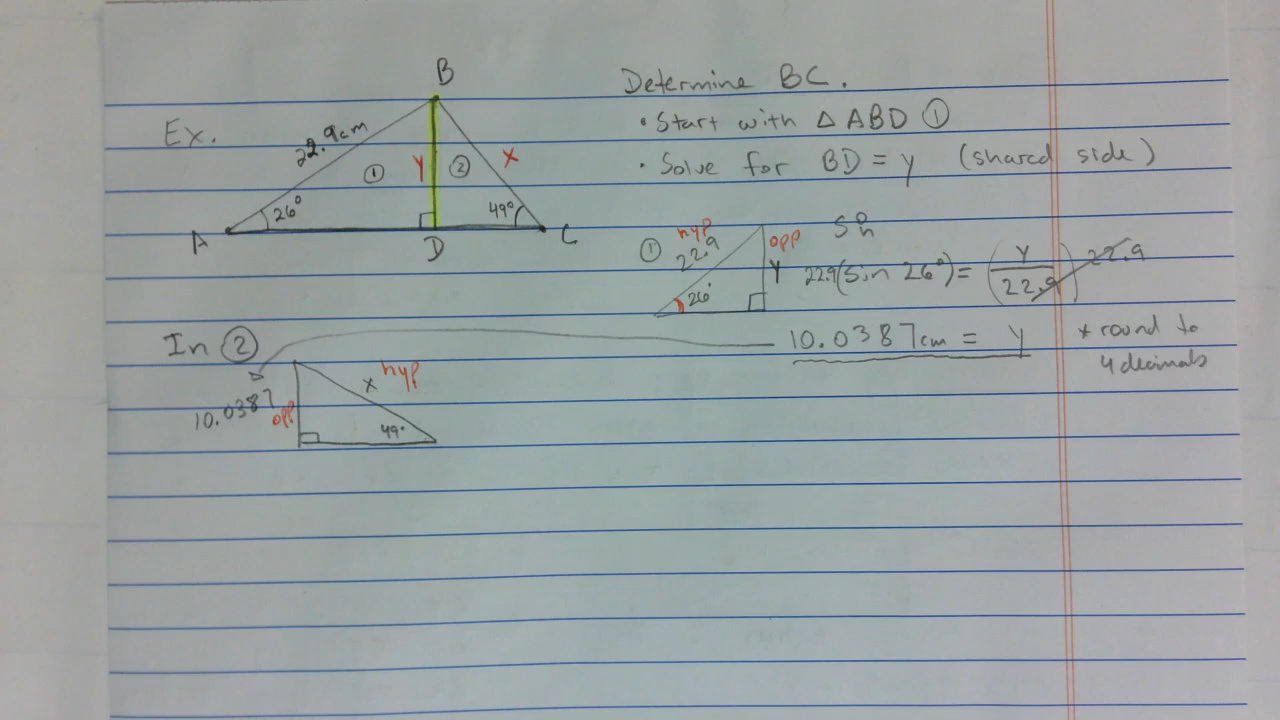 Determine BC.
Ex.
• Start with △ABD ①
• Solve for BD = y (shared side)
B
22.9cm
①
y
②
x
26°
49°
A
D
C
①
hyp
22.9
opp
y
26°
S o/h
22.9(Sin 26°) = (y/22.9) 22.9
10.0387cm = y
* round to
4 decimals
In ②
10.0387
opp
x
hyp
49°